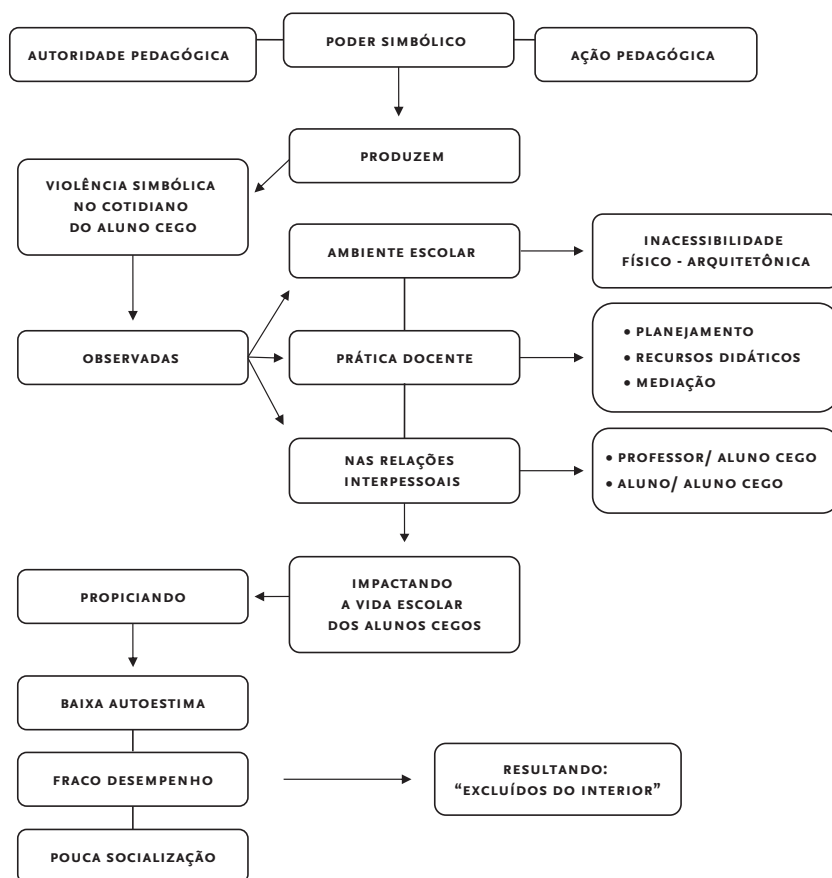 PODER SIMBÓLICO
AUTORIDADE PEDAGÓGICA
AÇÃO PEDAGÓGICA
PRODUZEM
VIOLÊNCIA SIMBÓLICA
NO COTIDIANO
DO ALUNO CEGO
AMBIENTE ESCOLAR
INACESSIBILIDADE
FÍSICO - ARQUITETÔNICA
OBSERVADAS
PRÁTICA DOCENTE
• PLANEJAMENTO
• RECURSOS DIDÁTICOS
• MEDIAÇÃO
NAS RELAÇÕES
INTERPESSOAIS
• PROFESSOR/ ALUNO CEGO
• ALUNO/ ALUNO CEGO
IMPACTANDO
A VIDA ESCOLAR
DOS ALUNOS CEGOS
PROPICIANDO
BAIXA AUTOESTIMA
FRACO DESEMPENHO
RESULTANDO:
“EXCLUÍDOS DO INTERIOR”
POUCA SOCIALIZAÇÃO